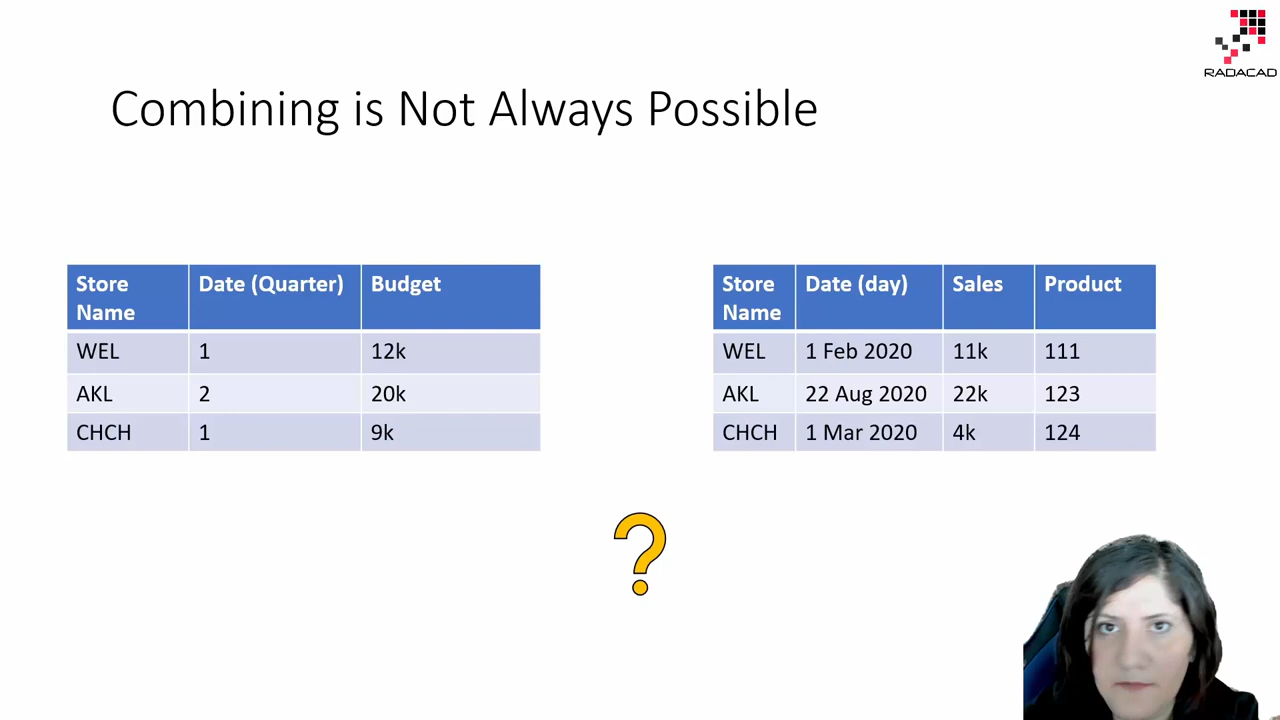 RADACAD
Combining is Not Always Possible
Store Name Date (Quarter) Budget
WEL 1 12k
AKL 2 20k
CHCH 1 9k
Store Name Date (day) Sales Product
WEL 1 Feb 2020 11k 111
AKL 22 Aug 2020 22k 123
CHCH 1 Mar 2020 4k 124
?